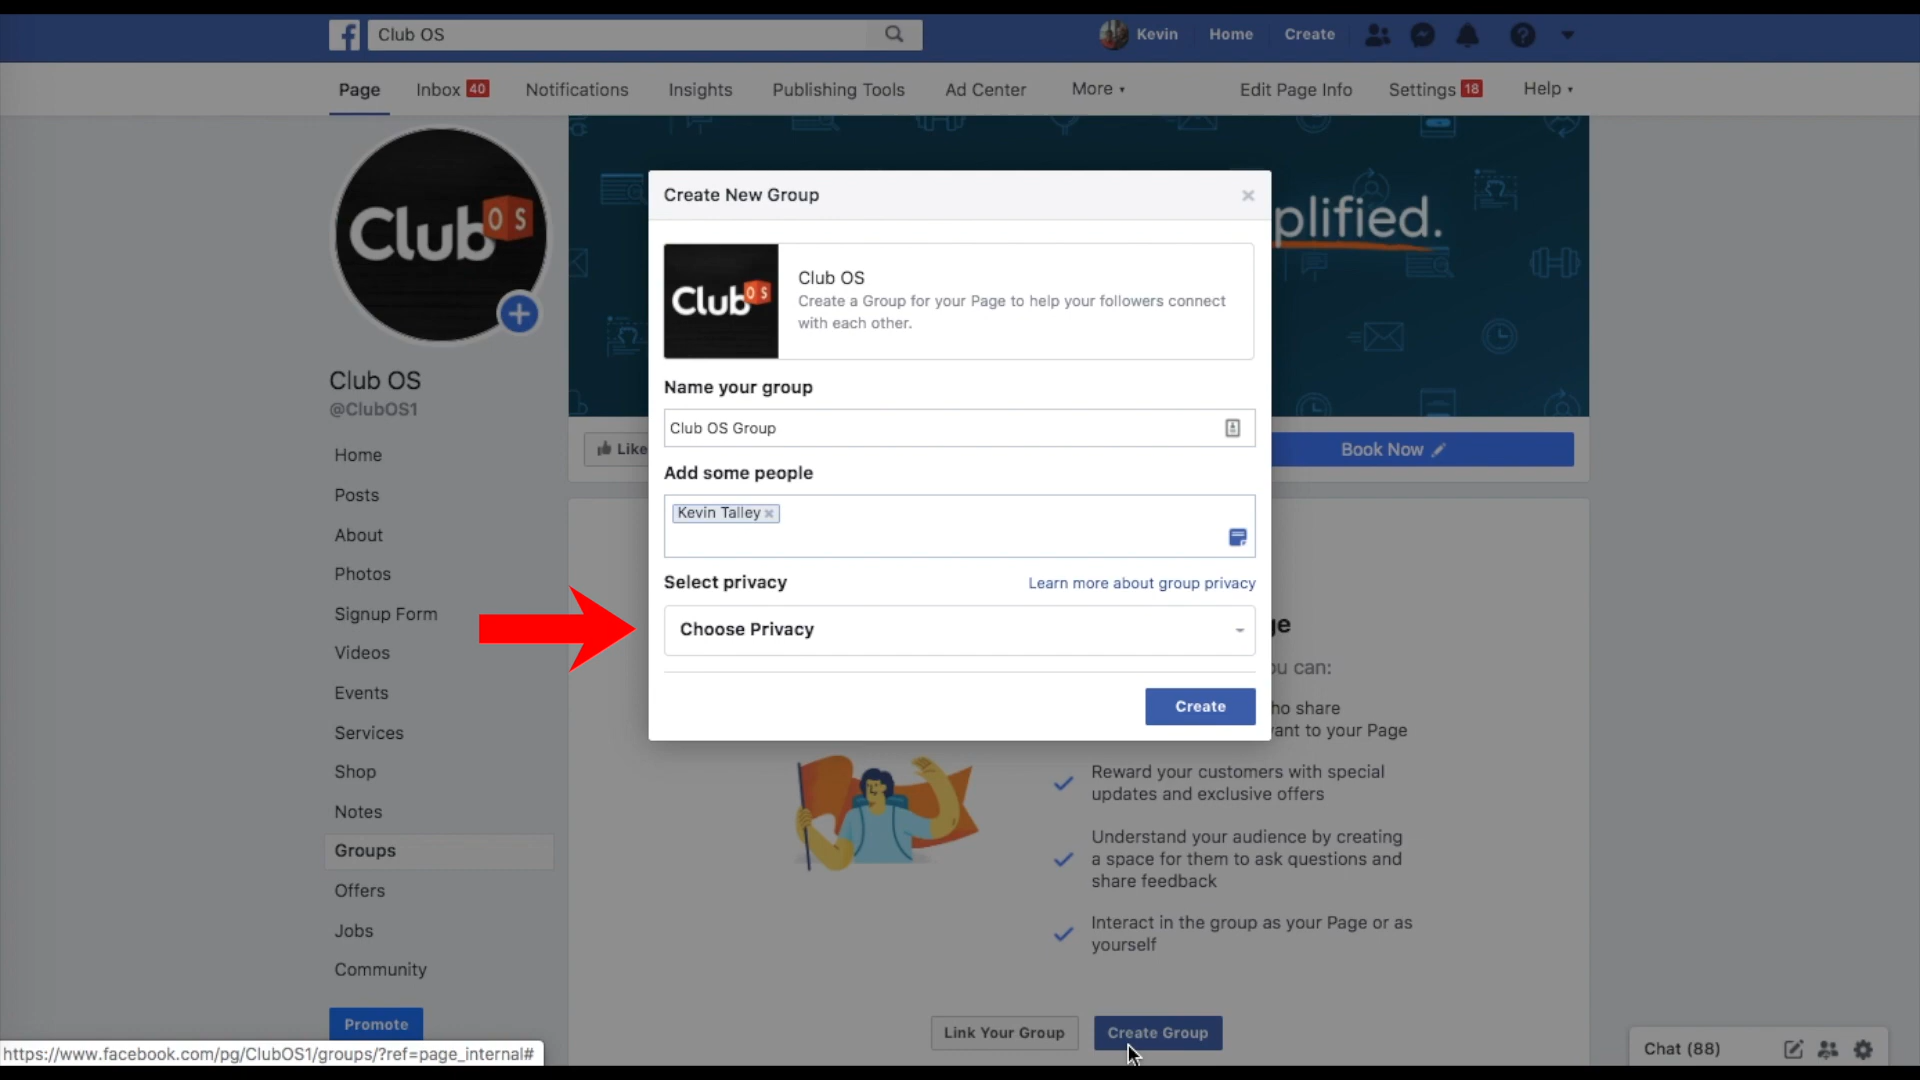 Club OS
Kevin
Home
Create
Page
Inbox 40
Notifications
Insights
Publishing Tools
Ad Center
More
Edit Page Info
Settings 18
Help
Club OS
plified.
Club OS
@ClubOS1
Home
Posts
About
Photos
Signup Form
Videos
Events
Services
Shop
Notes
Groups
Offers
Jobs
Community
Promote
Like
Book Now
Create New Group
Club OS
Club OS
Create a Group for your Page to help your followers connect
with each other.
Name your group
Club OS Group
Add some people
Kevin Talley
Select privacy
Learn more about group privacy
Choose Privacy
Create
ge
ou can:
ho share
vant to your Page
Reward your customers with special
updates and exclusive offers
Understand your audience by creating
a space for them to ask questions and
share feedback
Interact in the group as your Page or as
yourself
Link Your Group
Create Group
Chat (88)
https://www.facebook.com/pg/ClubOS1/groups/?ref=page_internal#